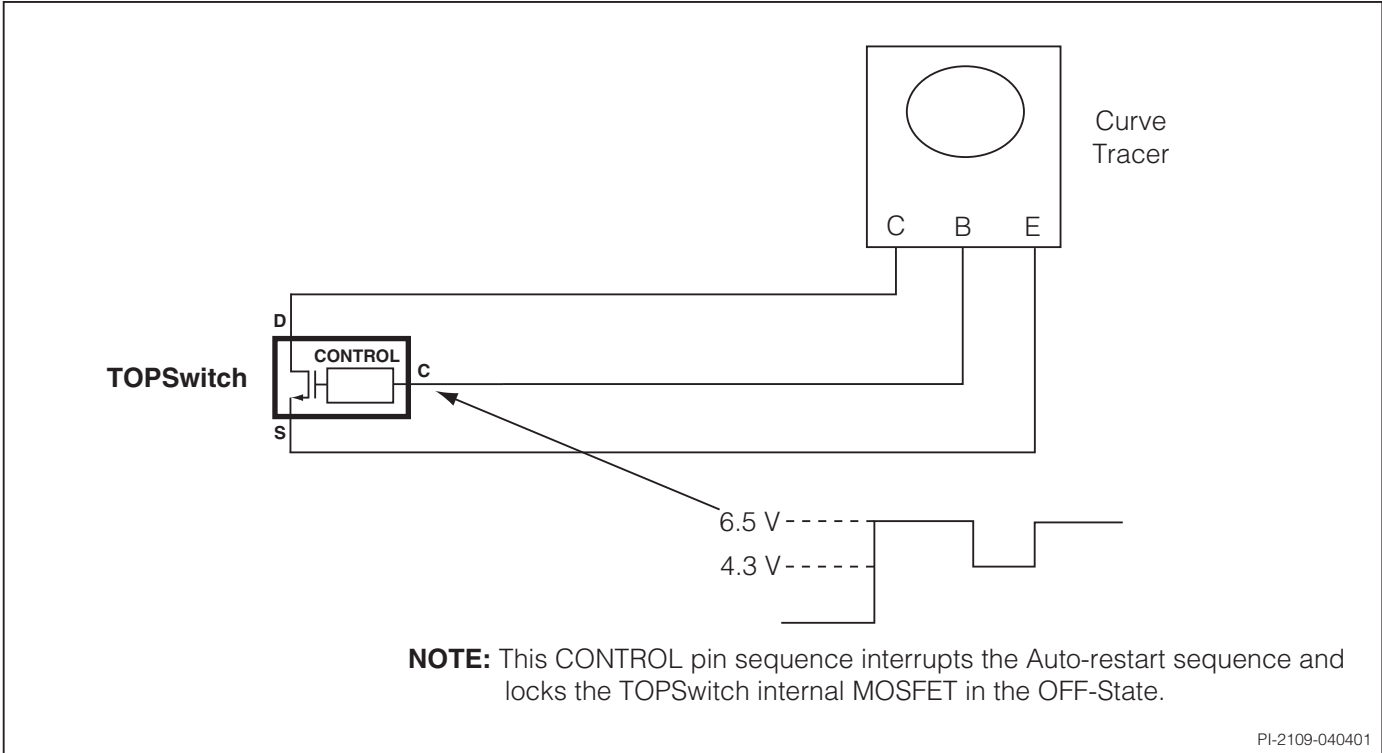 Curve
Tracer
C B E
D
CONTROL
C
TOPSwitch
S
6.5 V
4.3 V
NOTE: This CONTROL pin sequence interrupts the Auto-restart sequence and
locks the TOPSwitch internal MOSFET in the OFF-State.
PI-2109-040401